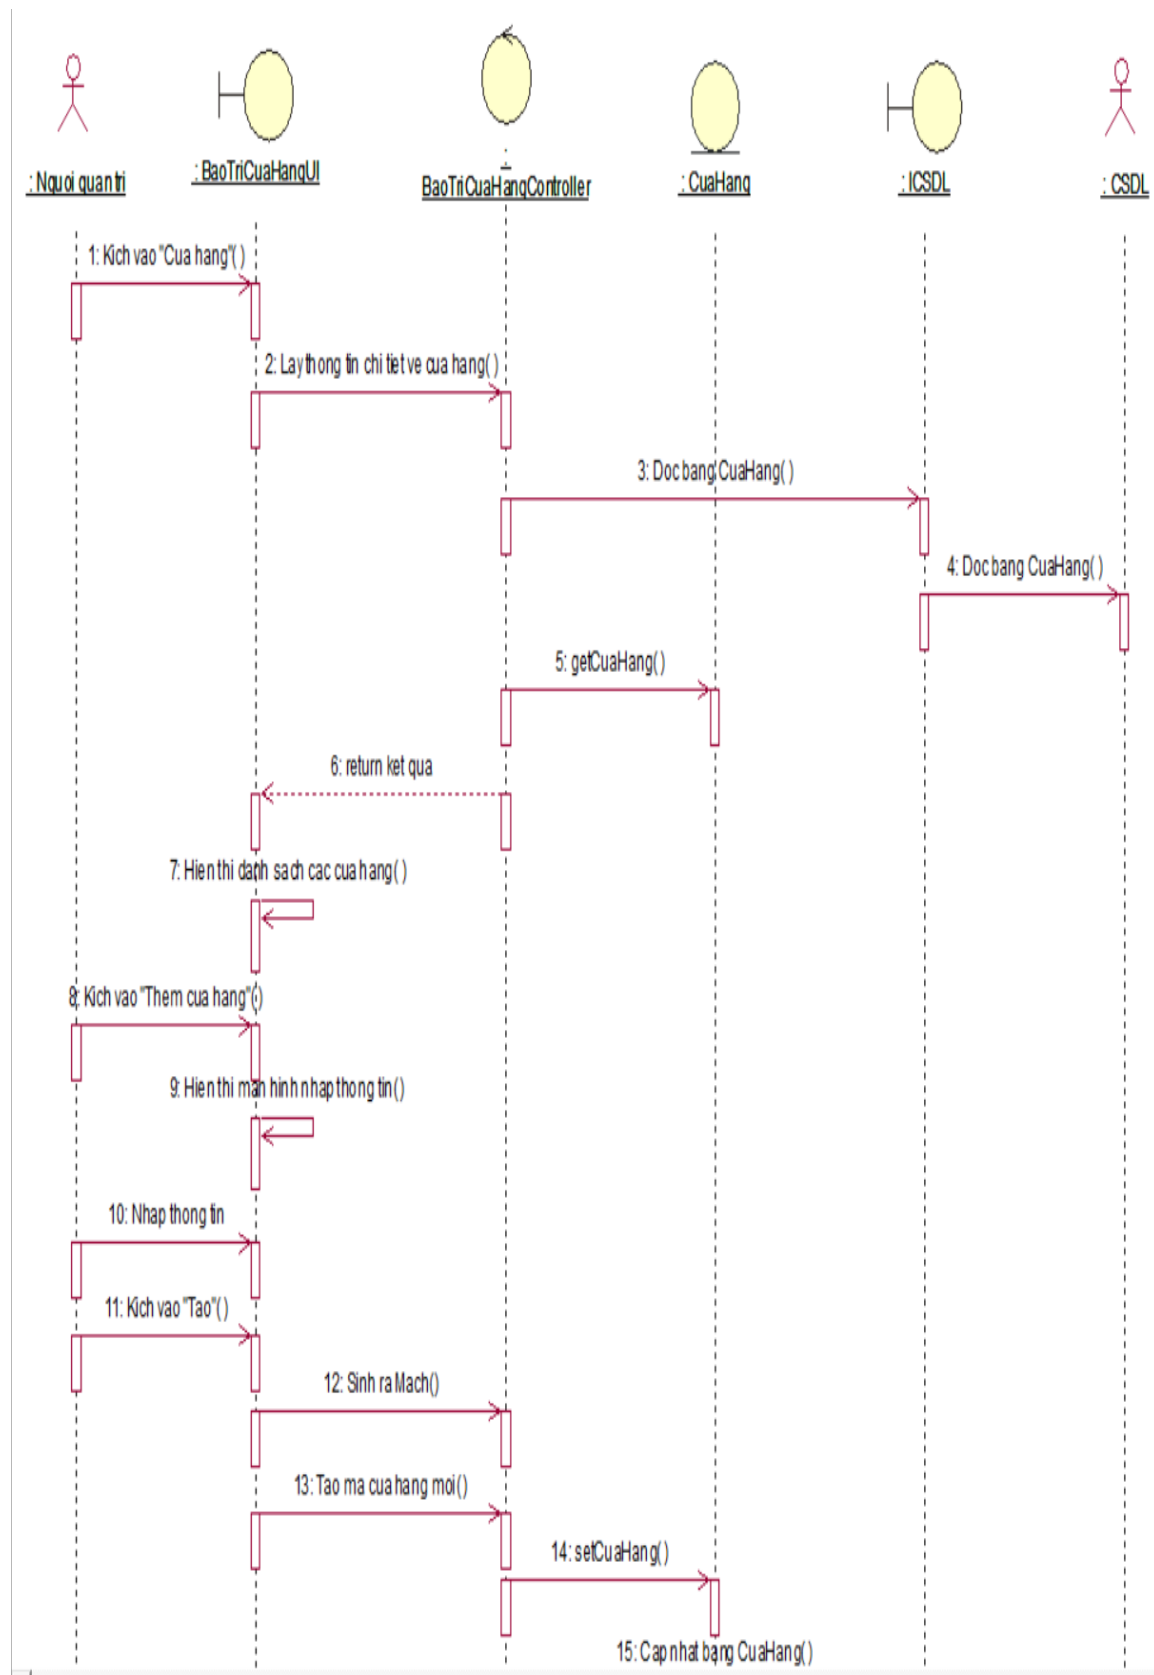 : Nguoi quan tri
: BaoTriCuaHangUI
:
BaoTriCuaHangController
: CuaHang
: ICSDL
: CSDL
1: Kich vao "Cua hang"( )
2: Lay thong tin chi tiet ve cua hang( )
3: Doc bang CuaHang( )
4: Doc bang CuaHang( )
5: getCuaHang( )
6: return ket qua
7: Hien thi danh sach cac cua hang( )
8: Kich vao "Them cua hang"( )
9: Hien thi man hinh nhap thong tin()
10: Nhap thong tin
11: Kich vao "Tao"( )
12: Sinh ra Mach()
13: Tao ma cua hang moi()
14: setCuaHang( )
15: Cap nhat bang CuaHang( )